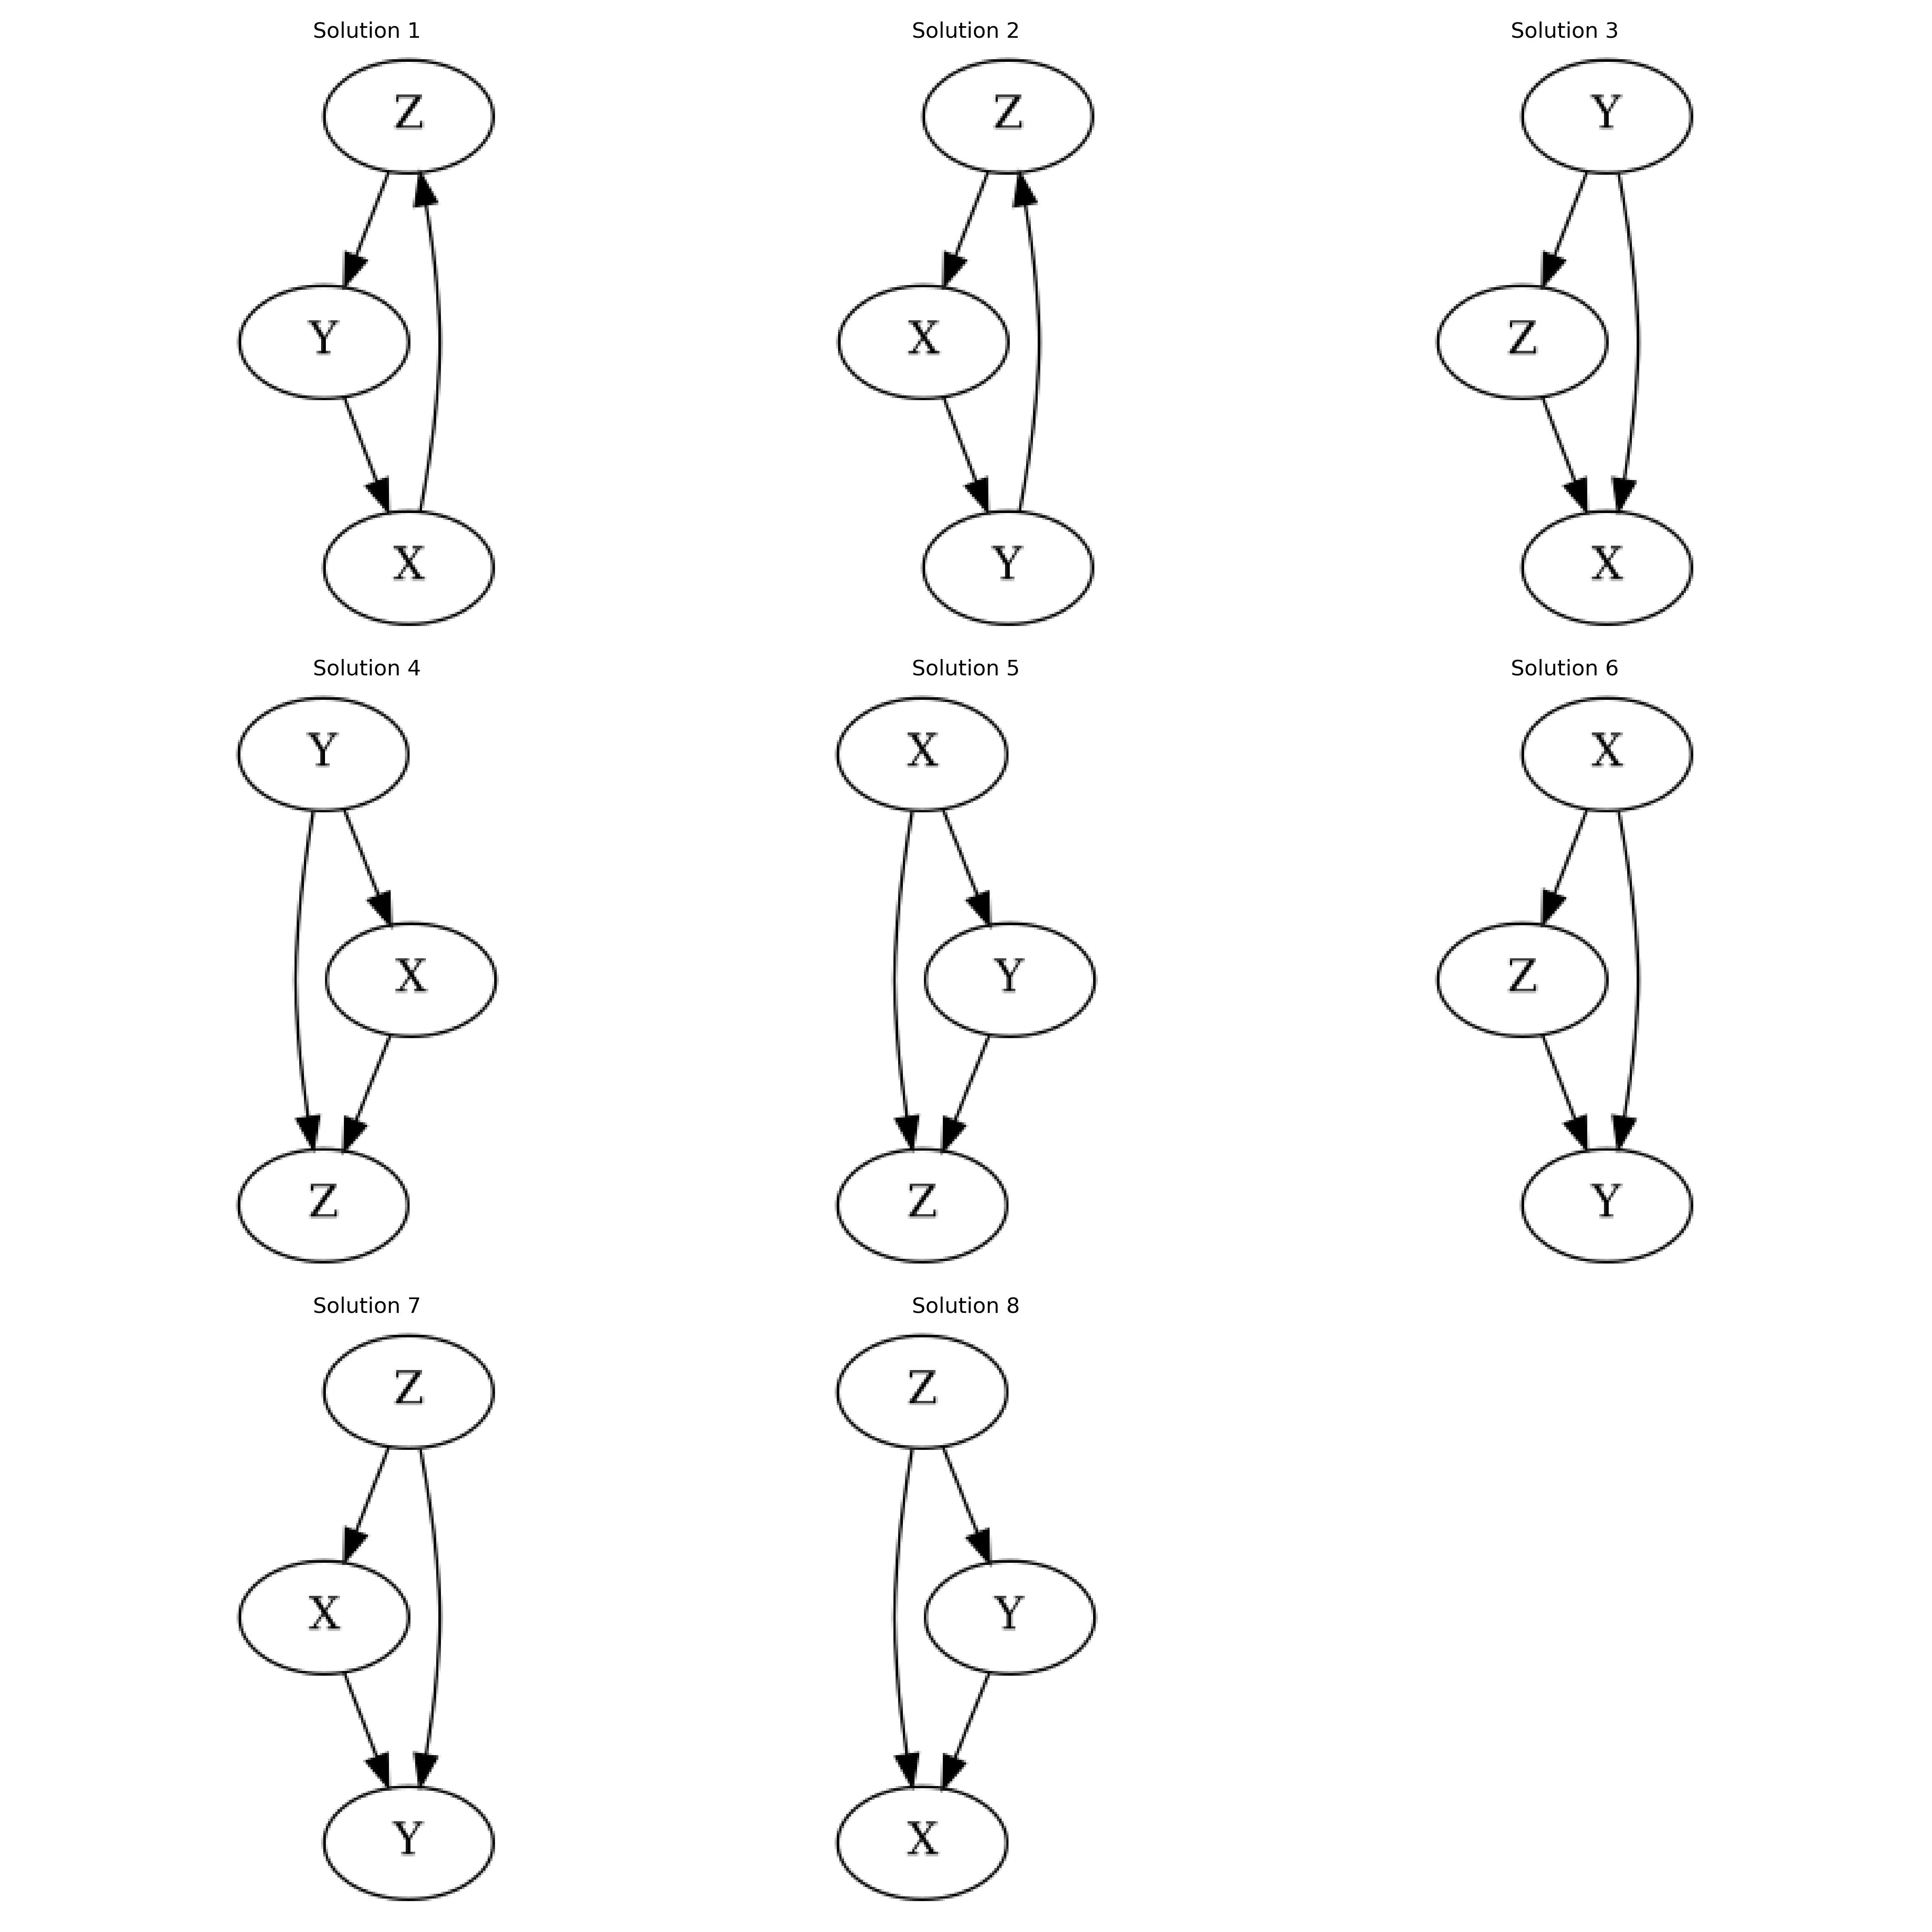 Solution 1 Solution 2 Solution 3
Z Z Y
Y X Z
X Y X
Solution 4 Solution 5 Solution 6
Y X X
X Y Z
Z Z Y
Solution 7 Solution 8
Z Z
X Y
Y X